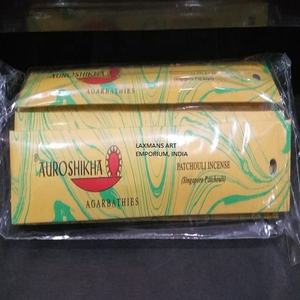 AUROSHIKHA
AGARBATHIES
LAXMANS ART
EMPORIUM, INDIA
AUROSHIKHA
AGARBATHIES
PATCHOULI INCENSE
(Singapore Patchouli)